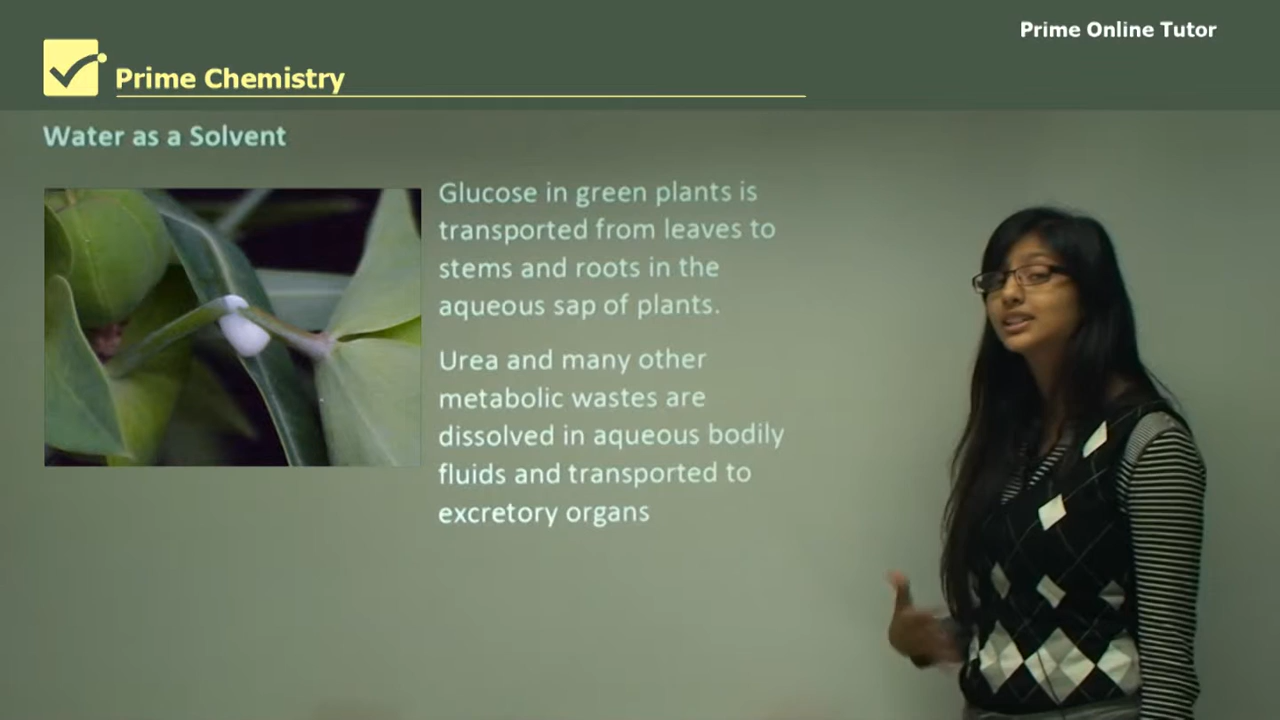 Prime Online Tutor
Prime Chemistry
Water as a Solvent
Glucose in green plants is
transported from leaves to
stems and roots in the
aqueous sap of plants.
Urea and many other
metabolic wastes are
dissolved in aqueous bodily
fluids and transported to
excretory organs